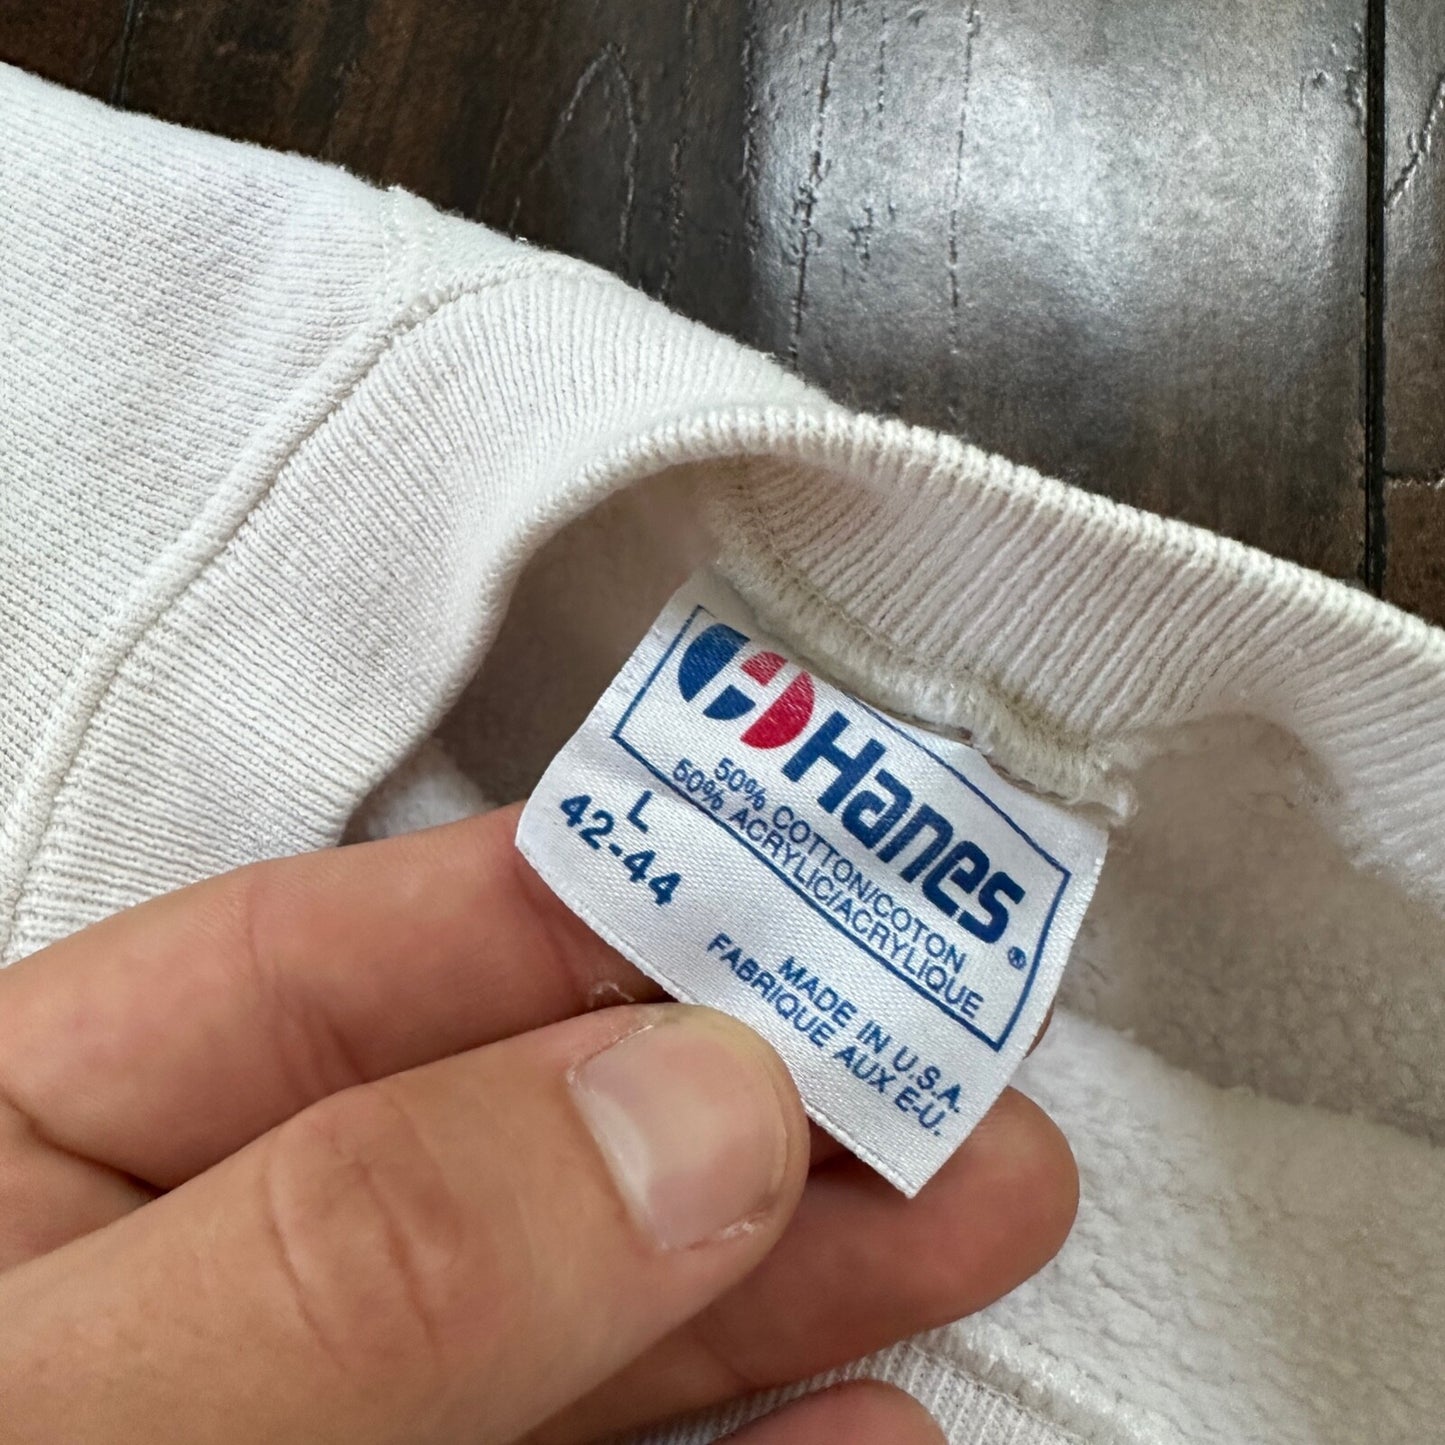 Hanes®
50% COTTON/COTON
50% ACRYLIC/ACRYLIQUE
L
42-44
MADE IN U.S.A.
FABRIQUE AUX E-U.